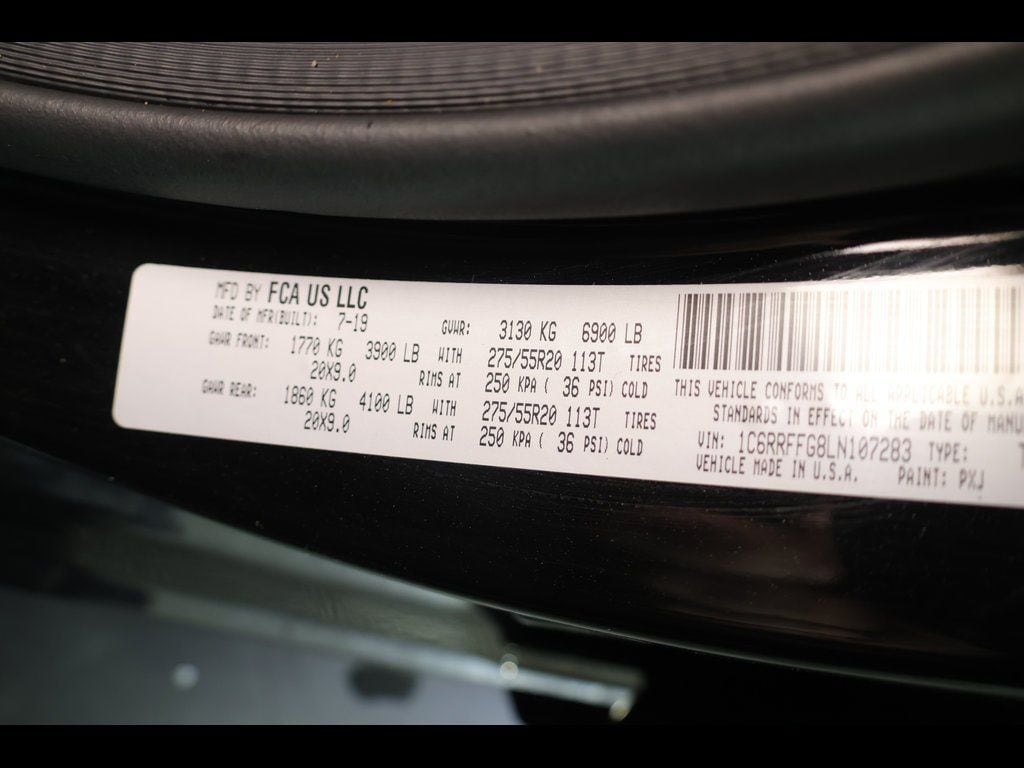 MFD BY FCA US LLC
DATE OF MFR(BUILT): 7-19 GVWR: 3130 KG 6900 LB
GAWR FRONT: 1770 KG 3900 LB WITH 275/55R20 113T TIRES
20X9.0 RIMS AT 250 KPA ( 36 PSI) COLD
GAWR REAR: 1860 KG 4100 LB WITH 275/55R20 113T TIRES
20X9.0 RIMS AT 250 KPA ( 36 PSI) COLD
THIS VEHICLE CONFORMS TO ALL APPLICABLE U.S.A
STANDARDS IN EFFECT ON THE DATE OF MANU
VIN: 1C6RRFFG8LN107283 TYPE: T
VEHICLE MADE IN U.S.A. PAINT: PXJ